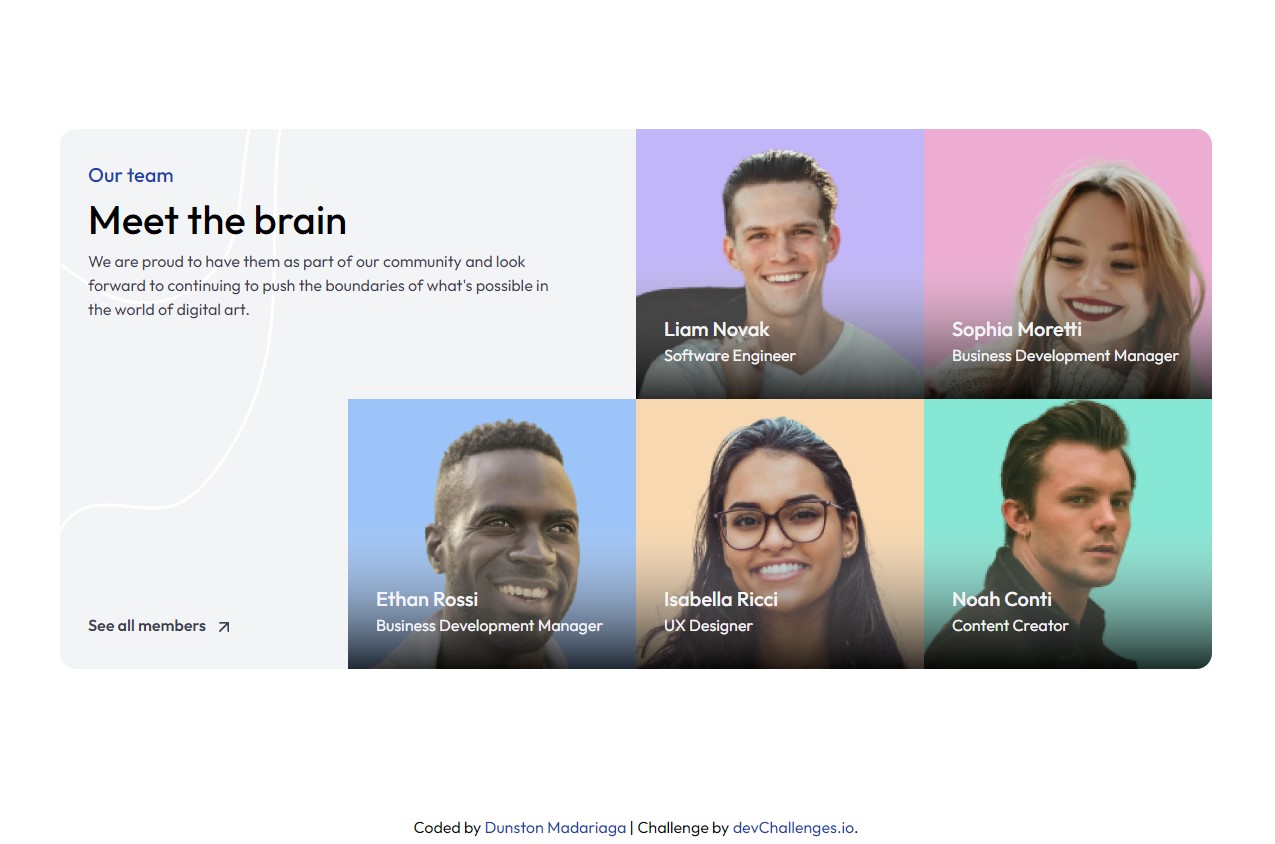 Our team
Meet the brain
We are proud to have them as part of our community and look
forward to continuing to push the boundaries of what's possible in
the world of digital art.
Liam Novak
Software Engineer
Sophia Moretti
Business Development Manager
See all members
Ethan Rossi
Business Development Manager
Isabella Ricci
UX Designer
Noah Conti
Content Creator
Coded by Dunston Madariaga | Challenge by devChallenges.io.